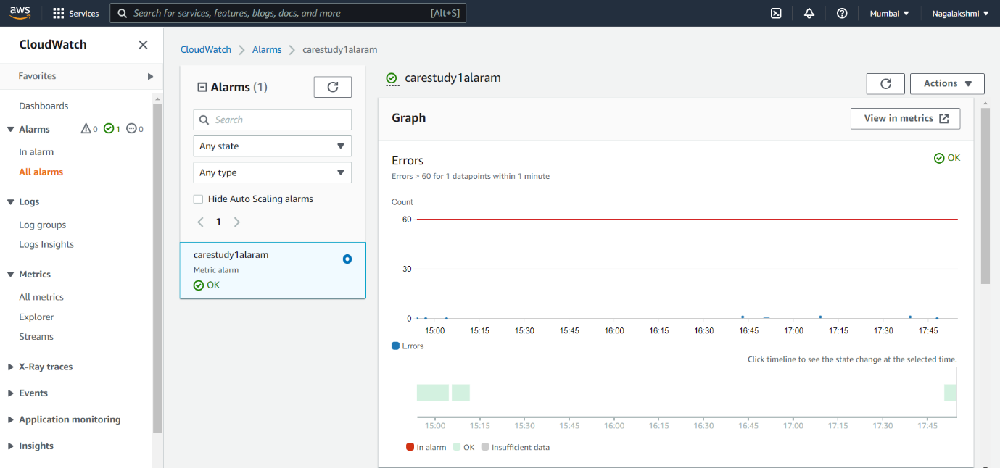 aws
Services
Search for services, features, blogs, docs, and more
[Alt+S]
Mumbai
Nagalakshmi
CloudWatch
Favorites
Dashboards
Alarms
0
1
0
In alarm
All alarms
Logs
Log groups
Logs Insights
Metrics
All metrics
Explorer
Streams
X-Ray traces
Events
Application monitoring
Insights
CloudWatch
Alarms
carestudy1alaram
Alarms (1)
Search
Any state
Any type
Hide Auto Scaling alarms
1
carestudy1alaram
Metric alarm
OK
carestudy1alaram
Actions
Graph
View in metrics
Errors
OK
Errors > 60 for 1 datapoints within 1 minute
Count
60
30
0
15:00 15:15 15:30 15:45 16:00 16:15 16:30 16:45 17:00 17:15 17:30 17:45
Errors
Click timeline to see the state change at the selected time.
15:00 15:15 15:30 15:45 16:00 16:15 16:30 16:45 17:00 17:15 17:30 17:45
In alarm OK Insufficient data